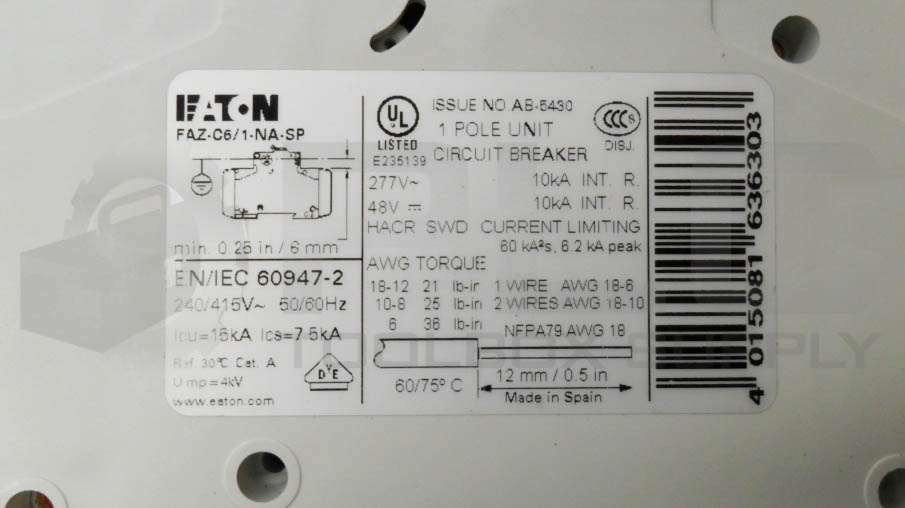 EATON
FAZ-C6/1-NA-SP
min. 0.25 in / 6 mm
EN/IEC 60947-2
240/415V~ 50/60Hz
Icu=15kA Ics=7.5kA
Ref. 30°C Cat. A
U mp=4kV
www.eaton.com
DVE
UL
LISTED
E235139
ISSUE NO AB-5430
1 POLE UNIT
CIRCUIT BREAKER
CCC S
DISJ.
277V~ 10kA INT. R.
48V 10kA INT. R.
HACR SWD CURRENT LIMITING
60 kA²s, 6.2 kA peak
AWG TORQUE
18-12 21 lb-in 1 WIRE AWG 18-6
10-8 25 lb-in 2 WIRES AWG 18-10
6 36 lb-in
NFPA79 AWG 18
60/75° C
12 mm / 0.5 in
Made in Spain
4 015081 636303
TOOLBOX SUPPLY